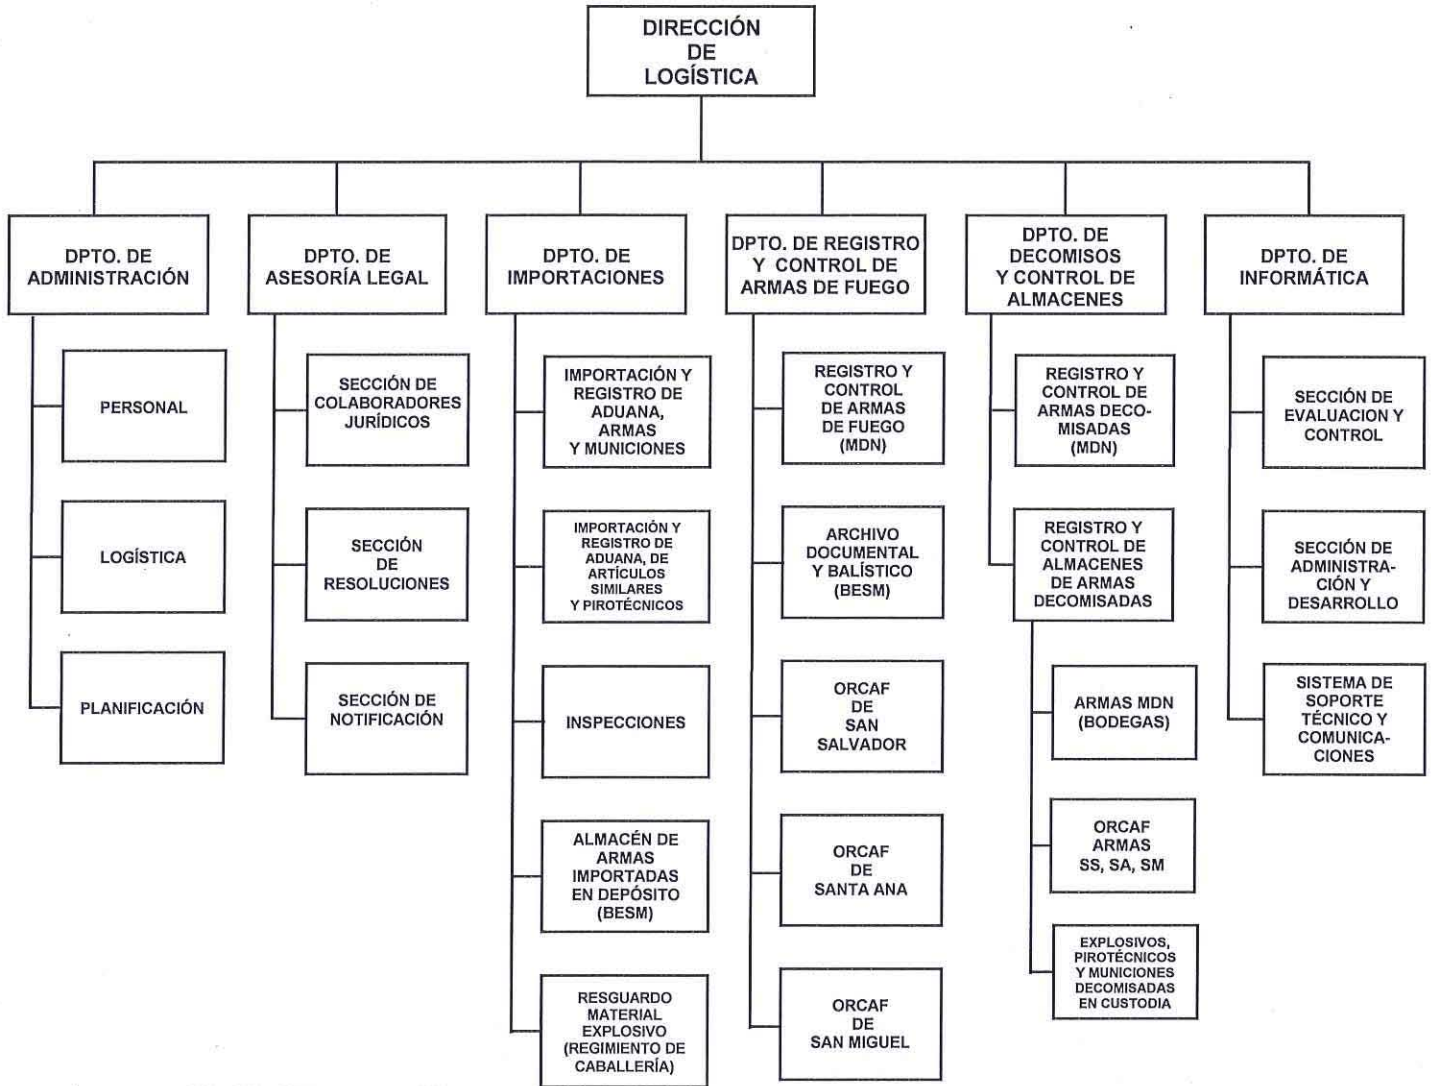 DIRECCIÓN
DE
LOGÍSTICA
DPTO. DE
ADMINISTRACIÓN
DPTO. DE
ASESORÍA LEGAL
DPTO. DE
IMPORTACIONES
DPTO. DE REGISTRO
Y CONTROL DE
ARMAS DE FUEGO
DPTO. DE
DECOMISOS
Y CONTROL DE
ALMACENES
DPTO. DE
INFORMÁTICA
PERSONAL
LOGÍSTICA
PLANIFICACIÓN
SECCIÓN DE
COLABORADORES
JURÍDICOS
SECCIÓN
DE
RESOLUCIONES
SECCIÓN DE
NOTIFICACIÓN
IMPORTACIÓN Y
REGISTRO DE
ADUANA,
ARMAS
Y MUNICIONES
IMPORTACIÓN Y
REGISTRO DE
ADUANA, DE
ARTÍCULOS
SIMILARES
Y PIROTÉCNICOS
INSPECCIONES
ALMACÉN DE
ARMAS
IMPORTADAS
EN DEPÓSITO
(BESM)
RESGUARDO
MATERIAL
EXPLOSIVO
(REGIMIENTO DE
CABALLERÍA)
REGISTRO Y
CONTROL
DE ARMAS
DE FUEGO
(MDN)
ARCHIVO
DOCUMENTAL
Y BALÍSTICO
(BESM)
ORCAF
DE
SAN
SALVADOR
ORCAF
DE
SANTA ANA
ORCAF
DE
SAN MIGUEL
REGISTRO Y
CONTROL DE
ARMAS DECO-
MISADAS
(MDN)
REGISTRO Y
CONTROL DE
ALMACENES
DE ARMAS
DECOMISADAS
ARMAS MDN
(BODEGAS)
ORCAF
ARMAS
SS, SA, SM
EXPLOSIVOS,
PIROTÉCNICOS
Y MUNICIONES
DECOMISADAS
EN CUSTODIA
SECCIÓN DE
EVALUACION Y
CONTROL
SECCIÓN DE
ADMINISTRA-
CIÓN Y
DESARROLLO
SISTEMA DE
SOPORTE
TÉCNICO Y
COMUNICA-
CIONES